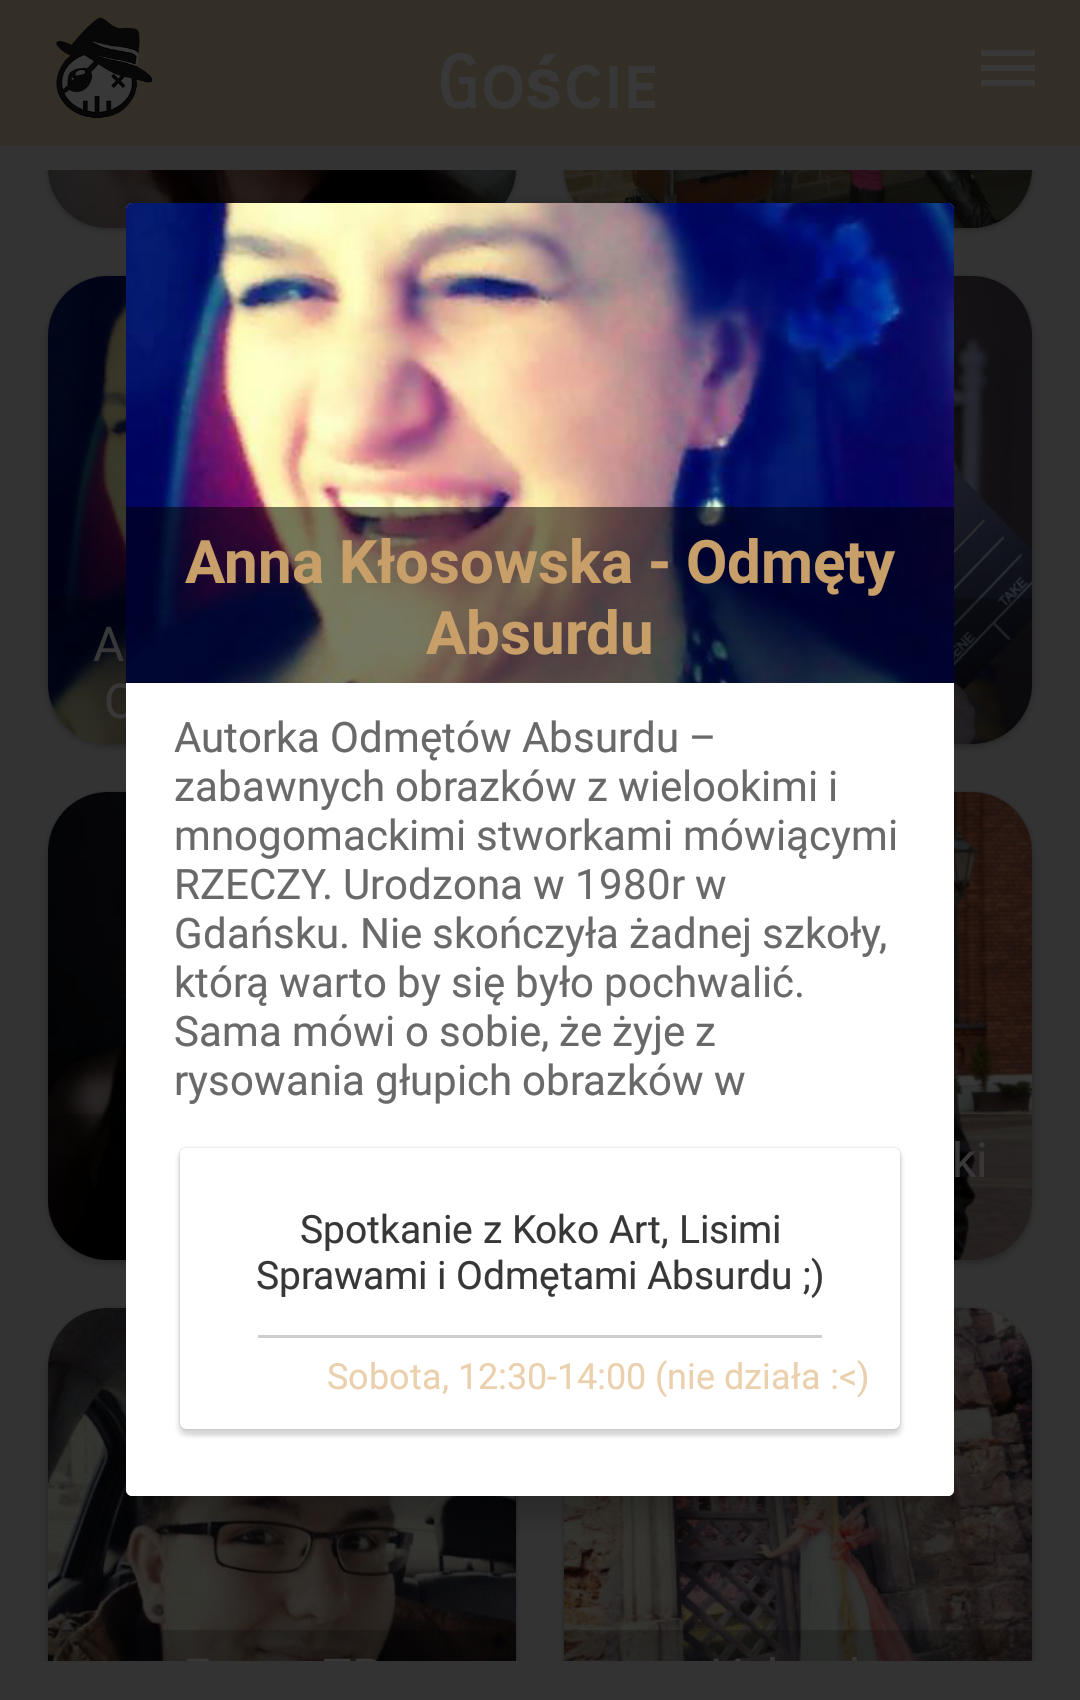 Goście
Anna Kłosowska - Odmęty
Absurdu
Autorka Odmętów Absurdu –
zabawnych obrazków z wielookimi i
mnogomackimi stworkami mówiącymi
RZECZY. Urodzona w 1980r w
Gdańsku. Nie skończyła żadnej szkoły,
którą warto by się było pochwalić.
Sama mówi o sobie, że żyje z
rysowania głupich obrazków w
Spotkanie z Koko Art, Lisimi
Sprawami i Odmętami Absurdu ;)
Sobota, 12:30-14:00 (nie działa :<)
TAKE